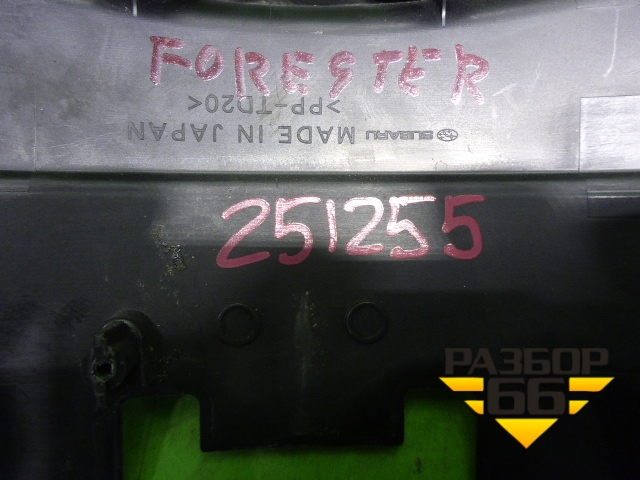 FORESTER
>PP-TD20<
SUBARU MADE IN JAPAN
251255
РАЗБОР
66